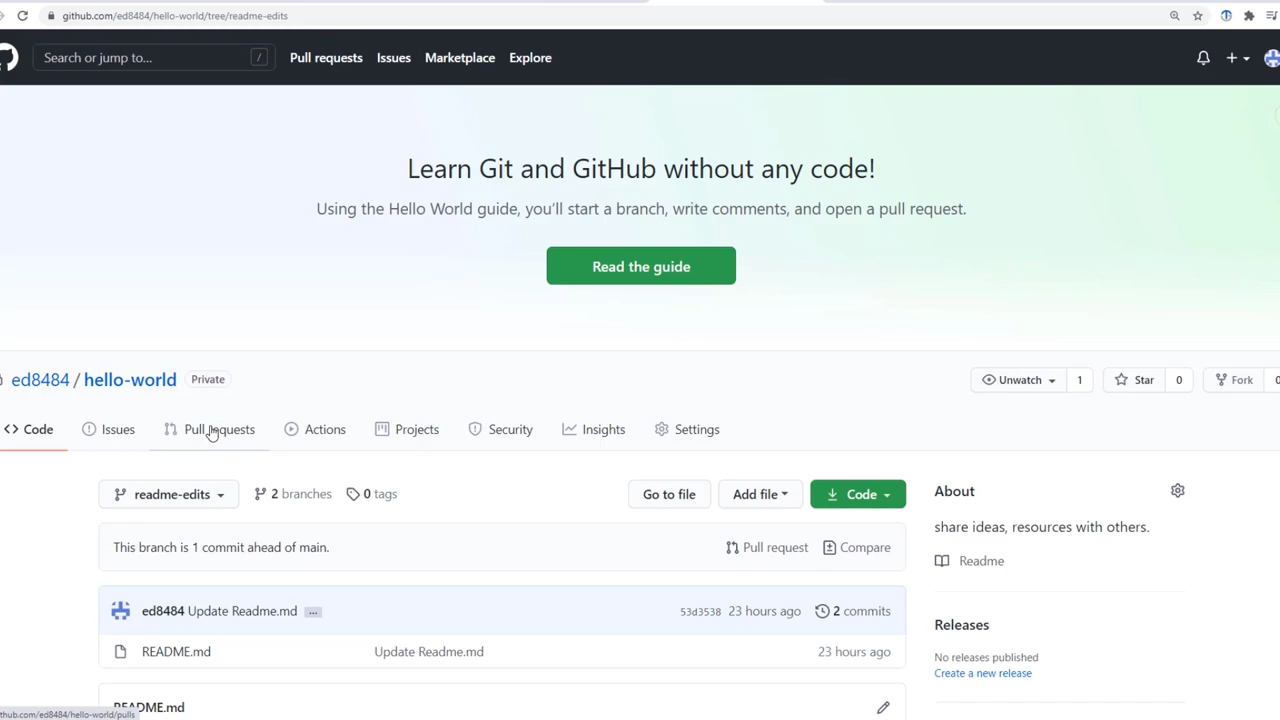 github.com/ed8484/hello-world/tree/readme-edits
Search or jump to... /
Pull requests Issues Marketplace Explore
Learn Git and GitHub without any code!
Using the Hello World guide, you’ll start a branch, write comments, and open a pull request.
Read the guide
ed8484 / hello-world Private
Unwatch 1 Star 0 Fork 0
<> Code Issues Pull requests Actions Projects Security Insights Settings
readme-edits 2 branches 0 tags Go to file Add file Code
About
This branch is 1 commit ahead of main. Pull request Compare
share ideas, resources with others.
Readme
ed8484 Update Readme.md ... 53d3538 23 hours ago 2 commits
README.md Update Readme.md 23 hours ago
Releases
No releases published
Create a new release
README.md
thub.com/ed8484/hello-world/pulls